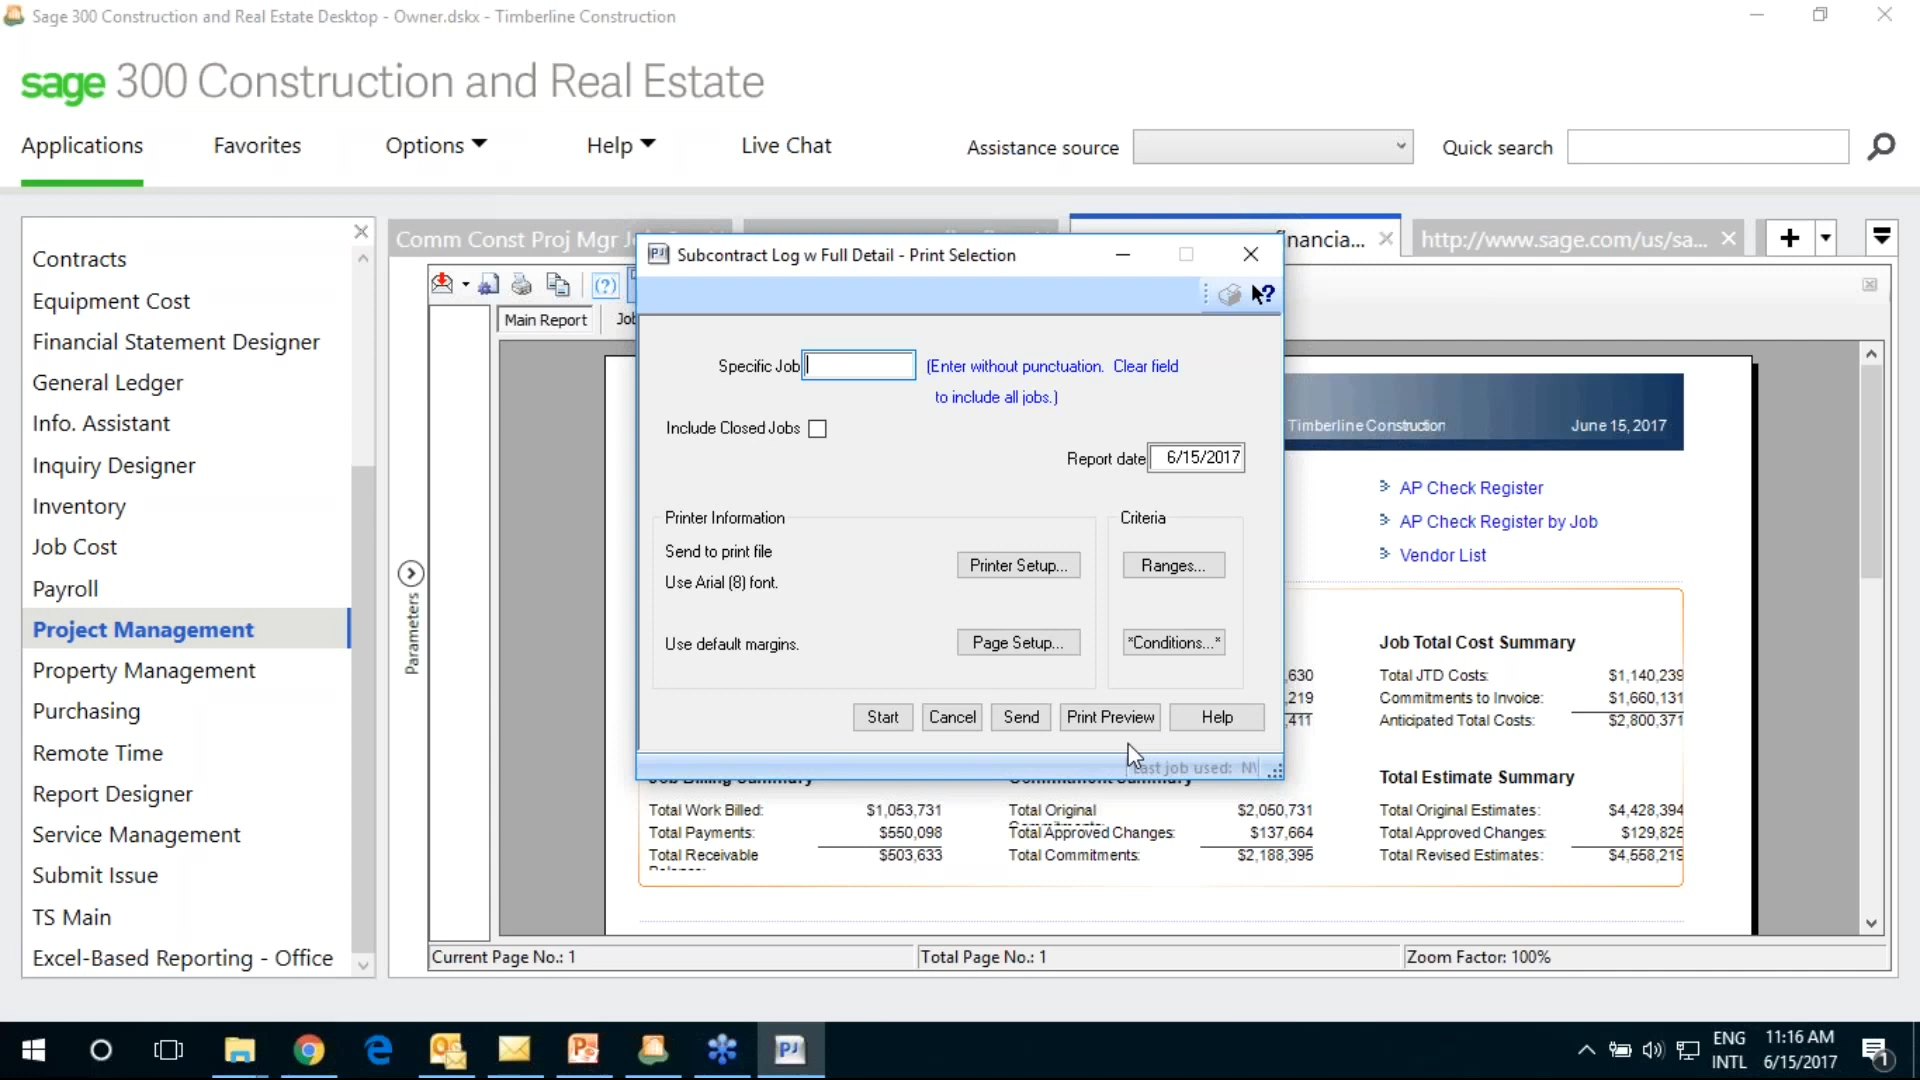 Sage 300 Construction and Real Estate Desktop - Owner.dskx - Timberline Construction
sage 300 Construction and Real Estate
Applications
Favorites
Options
Help
Live Chat
Assistance source
Quick search
Contracts
Equipment Cost
Financial Statement Designer
General Ledger
Info. Assistant
Inquiry Designer
Inventory
Job Cost
Payroll
Project Management
Property Management
Purchasing
Remote Time
Report Designer
Service Management
Submit Issue
TS Main
Excel-Based Reporting - Office
Comm Const Proj Mgr
http://www.sage.com/us/sa...
Main Report
Parameters
Subcontract Log w Full Detail - Print Selection
Specific Job
(Enter without punctuation. Clear field
to include all jobs.)
Include Closed Jobs
Report date 6/15/2017
Printer Information
Send to print file
Use Arial (8) font.
Printer Setup...
Use default margins.
Page Setup...
Criteria
Ranges...
*Conditions...*
Start
Cancel
Send
Print Preview
Help
job used:
Timberline Construction
June 15, 2017
AP Check Register
AP Check Register by Job
Vendor List
Job Total Cost Summary
Total JTD Costs: $1,140,239
Commitments to Invoice: $1,660,131
Anticipated Total Costs: $2,800,371
Total Work Billed: $1,053,731
Total Payments: $550,098
Total Receivable $503,633
Total Original $2,050,731
Total Approved Changes: $137,664
Total Commitments: $2,188,395
Total Estimate Summary
Total Original Estimates: $4,428,394
Total Approved Changes: $129,825
Total Revised Estimates: $4,558,219
Current Page No.: 1
Total Page No.: 1
Zoom Factor: 100%
PJ
ENG
INTL
11:16 AM
6/15/2017
1